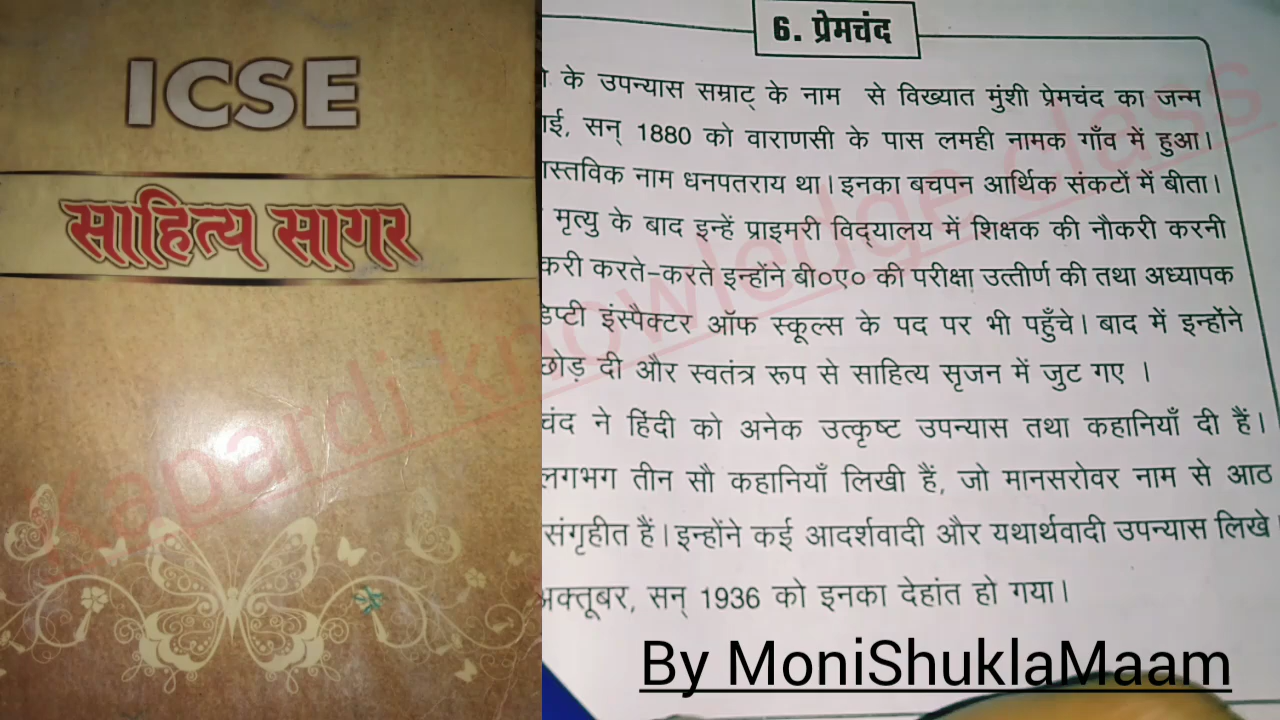 ICSE
साहित्य सागर
6. प्रेमचंद
के उपन्यास सम्राट् के नाम से विख्यात मुंशी प्रेमचंद का जन्म
ई, सन् 1880 को वाराणसी के पास लमही नामक गाँव में हुआ।
स्तविक नाम धनपतराय था। इनका बचपन आर्थिक संकटों में बीता।
मृत्यु के बाद इन्हें प्राइमरी विद्यालय में शिक्षक की नौकरी करनी
करी करते-करते इन्होंने बी०ए० की परीक्षा उत्तीर्ण की तथा अध्यापक
डिप्टी इंस्पैक्टर ऑफ स्कूल्स के पद पर भी पहुँचे। बाद में इन्होंने
छोड़ दी और स्वतंत्र रूप से साहित्य सृजन में जुट गए ।
चंद ने हिंदी को अनेक उत्कृष्ट उपन्यास तथा कहानियाँ दी हैं।
लगभग तीन सौ कहानियाँ लिखी हैं, जो मानसरोवर नाम से आठ
संगृहीत हैं। इन्होंने कई आदर्शवादी और यथार्थवादी उपन्यास लिखे
अक्तूबर, सन् 1936 को इनका देहांत हो गया।
Kapardi knowledge class
By MoniShuklaMaam